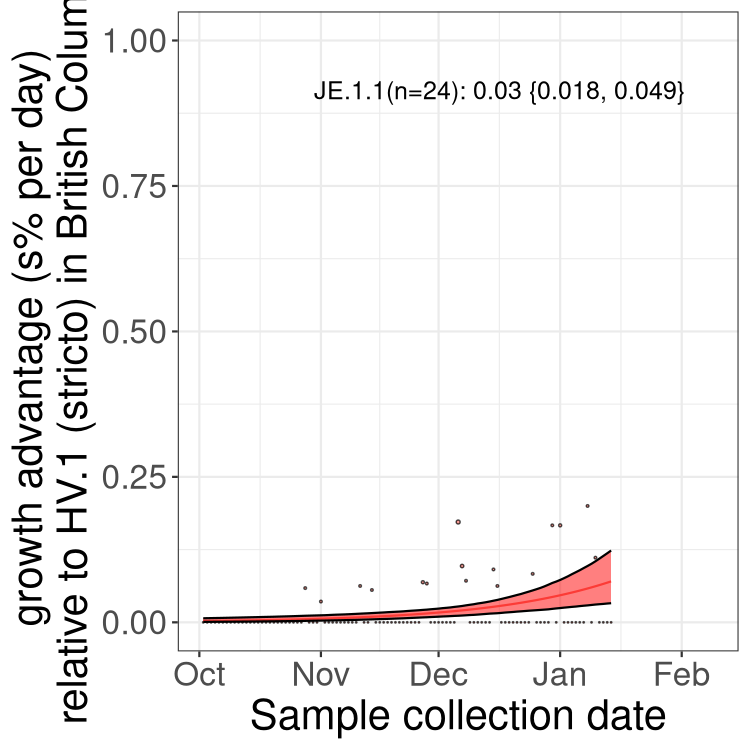 growth advantage (s% per day)
relative to HV.1 (stricto) in British Colum
1.00
0.75
0.50
0.25
0.00
JE.1.1(n=24): 0.03 {0.018, 0.049}
Oct Nov Dec Jan Feb
Sample collection date